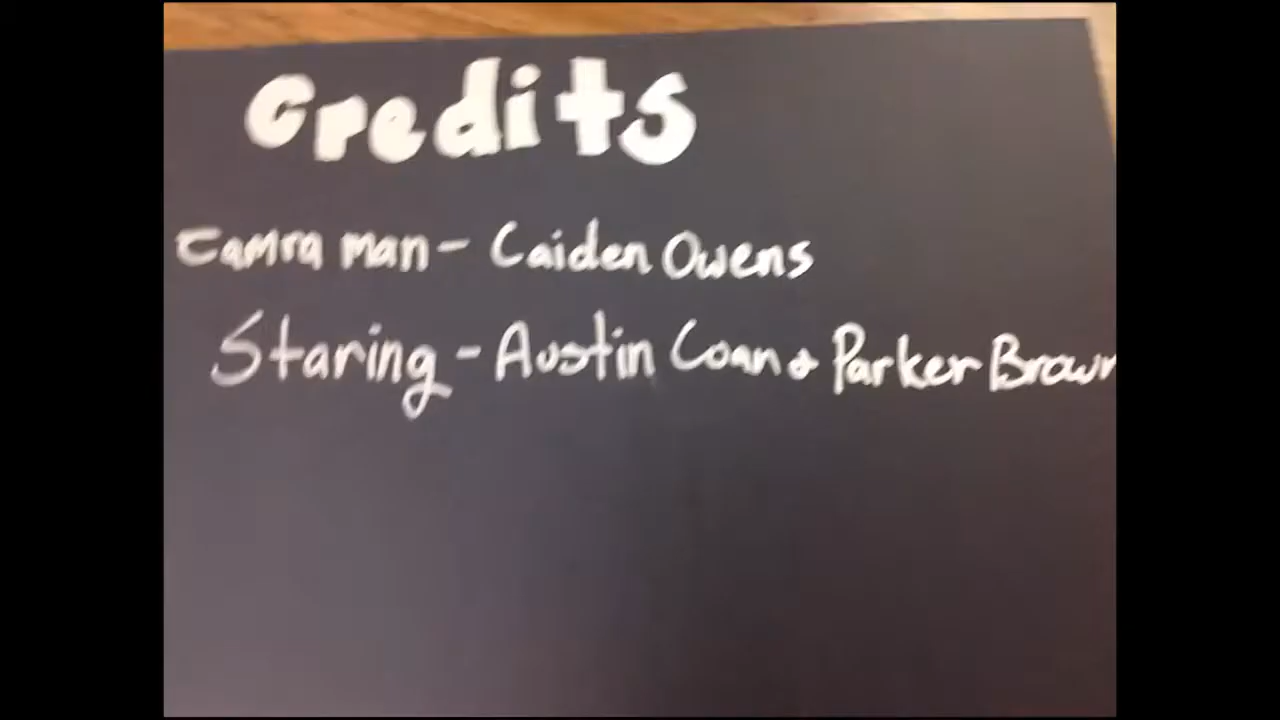 Credits
Camra man - Caiden Owens
Staring - Austin Coan & Parker Brown